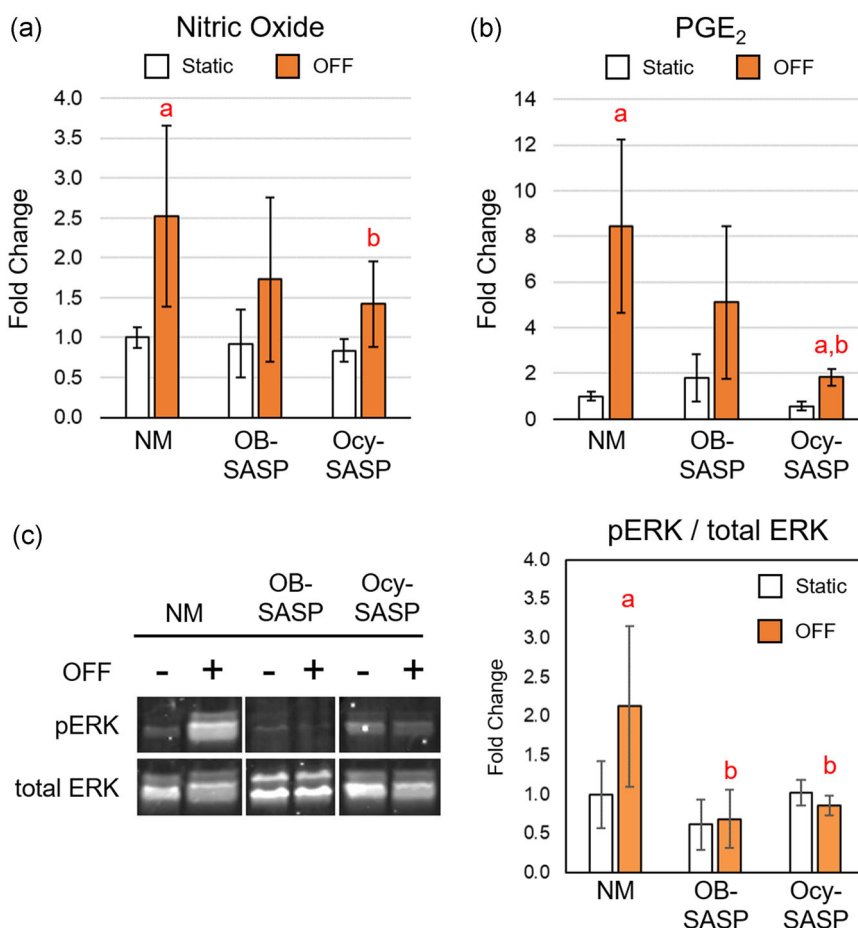 (a)
Nitric Oxide
Static OFF
4.0
3.5
3.0
2.5
2.0
1.5
1.0
0.5
0.0
Fold Change
a
b
NM OB-SASP Ocy-SASP
(b)
PGE₂
Static OFF
14
12
10
8
6
4
2
0
Fold Change
a
a,b
NM OB-SASP Ocy-SASP
(c)
NM OB-SASP Ocy-SASP
OFF - + - + - +
pERK
total ERK
pERK / total ERK
Static
OFF
4.0
3.5
3.0
2.5
2.0
1.5
1.0
0.5
0.0
Fold Change
a
b
b
NM OB-SASP Ocy-SASP